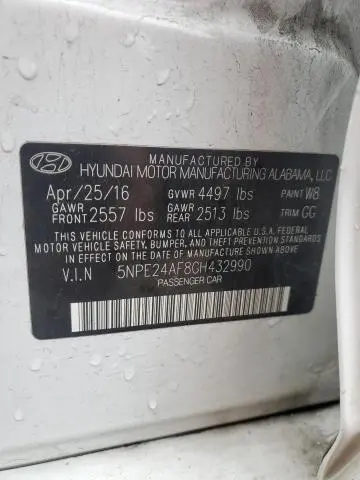 MANUFACTURED BY
HYUNDAI MOTOR MANUFACTURING ALABAMA, LLC
Apr/25/16 GVWR 4497 lbs PAINT W8
GAWR FRONT 2557 lbs GAWR REAR 2513 lbs TRIM GG
THIS VEHICLE CONFORMS TO ALL APPLICABLE U.S.A. FEDERAL
MOTOR VEHICLE SAFETY, BUMPER, AND THEFT PREVENTION
STANDARDS IN EFFECT ON THE DATE OF MANUFACTURE SHOWN ABOVE.
V.I.N 5NPE24AF8GH432990
PASSENGER CAR